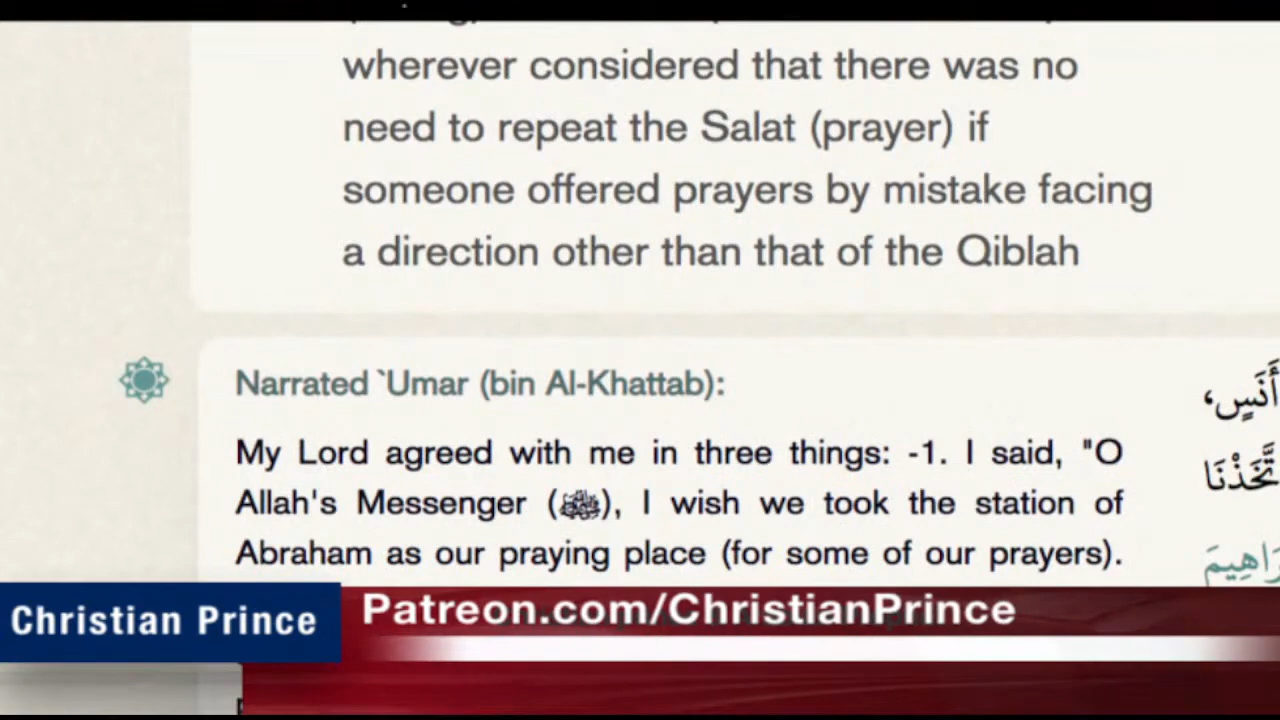 wherever considered that there was no
need to repeat the Salat (prayer) if
someone offered prayers by mistake facing
a direction other than that of the Qiblah
Narrated `Umar (bin Al-Khattab):
My Lord agreed with me in three things: -1. I said, "O
Allah's Messenger (ﷺ), I wish we took the station of
Abraham as our praying place (for some of our prayers).
أَنَسٍ،
تَّخَذْنَا
Christian Prince
Patreon.com/ChristianPrince